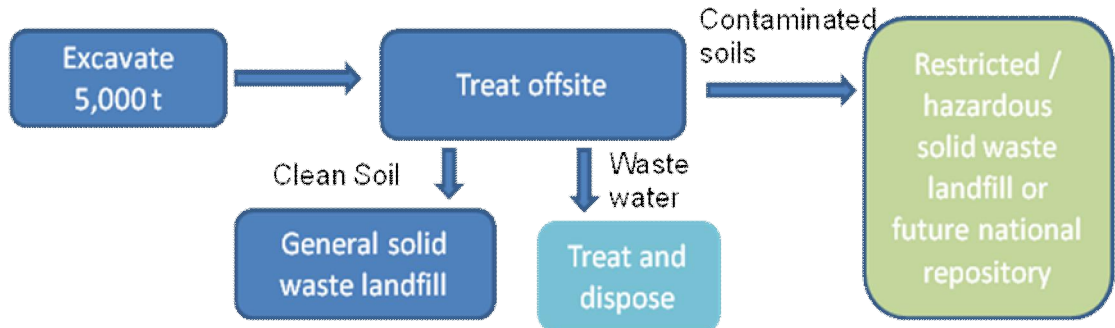 Excavate
5,000 t
Treat offsite
Contaminated
soils
Restricted /
hazardous
solid waste
landfill or
future national
repository
Clean Soil
Waste
water
General solid
waste landfill
Treat and
dispose